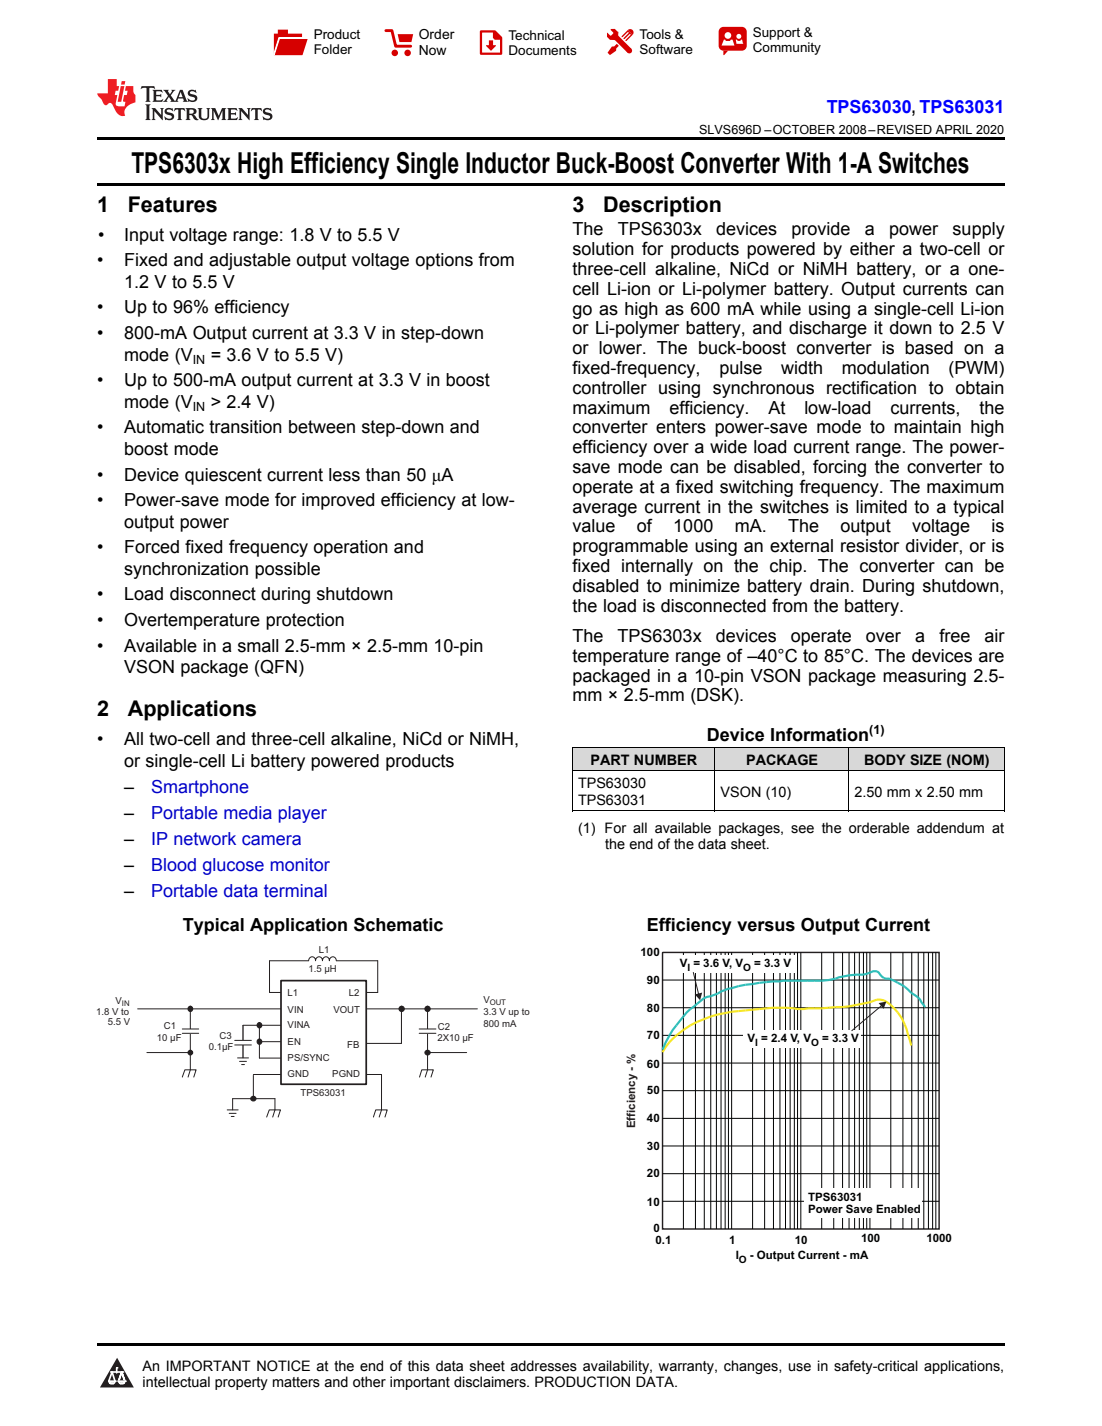 Product
Folder
Order
Now
Technical
Documents
Tools &
Software
Support &
Community
TEXAS
INSTRUMENTS
TPS63030, TPS63031
SLVS696D – OCTOBER 2008 – REVISED APRIL 2020
TPS6303x High Efficiency Single Inductor Buck-Boost Converter With 1-A Switches
1 Features
• Input voltage range: 1.8 V to 5.5 V
• Fixed and adjustable output voltage options from
1.2 V to 5.5 V
• Up to 96% efficiency
• 800-mA Output current at 3.3 V in step-down
mode (VIN = 3.6 V to 5.5 V)
• Up to 500-mA output current at 3.3 V in boost
mode (VIN > 2.4 V)
• Automatic transition between step-down and
boost mode
• Device quiescent current less than 50 μA
• Power-save mode for improved efficiency at low-
output power
• Forced fixed frequency operation and
synchronization possible
• Load disconnect during shutdown
• Overtemperature protection
• Available in a small 2.5-mm × 2.5-mm 10-pin
VSON package (QFN)
2 Applications
• All two-cell and three-cell alkaline, NiCd or NiMH,
or single-cell Li battery powered products
– Smartphone
– Portable media player
– IP network camera
– Blood glucose monitor
– Portable data terminal
3 Description
The TPS6303x devices provide a power supply
solution for products powered by either a two-cell or
three-cell alkaline, NiCd or NiMH battery, or a one-
cell Li-ion or Li-polymer battery. Output currents can
go as high as 600 mA while using a single-cell Li-ion
or Li-polymer battery, and discharge it down to 2.5 V
or lower. The buck-boost converter is based on a
fixed-frequency, pulse width modulation (PWM)
controller using synchronous rectification to obtain
maximum efficiency. At low-load currents, the
converter enters power-save mode to maintain high
efficiency over a wide load current range. The power-
save mode can be disabled, forcing the converter to
operate at a fixed switching frequency. The maximum
average current in the switches is limited to a typical
value of 1000 mA. The output voltage is
programmable using an external resistor divider, or is
fixed internally on the chip. The converter can be
disabled to minimize battery drain. During shutdown,
the load is disconnected from the battery.
The TPS6303x devices operate over a free air
temperature range of –40°C to 85°C. The devices are
packaged in a 10-pin VSON package measuring 2.5-
mm × 2.5-mm (DSK).
Device Information(1)
PART NUMBER PACKAGE BODY SIZE (NOM)
TPS63030
TPS63031
VSON (10) 2.50 mm x 2.50 mm
(1) For all available packages, see the orderable addendum at
the end of the data sheet.
Typical Application Schematic
L1
1.5 µH
L1 L2
VIN
1.8 V to
5.5 V
VIN VOUT
VOUT
3.3 V up to
800 mA
C1
10 µF
C3
0.1µF
VINA
EN FB
PS/SYNC
GND PGND
C2
2X10 µF
TPS63031
Efficiency versus Output Current
100
90
80
70
60
50
40
30
20
10
0
Efficiency - %
VI = 3.6 V, VO = 3.3 V
VI = 2.4 V, VO = 3.3 V
TPS63031
Power Save Enabled
0.1 1 10 100 1000
IO - Output Current - mA
An IMPORTANT NOTICE at the end of this data sheet addresses availability, warranty, changes, use in safety-critical applications,
intellectual property matters and other important disclaimers. PRODUCTION DATA.